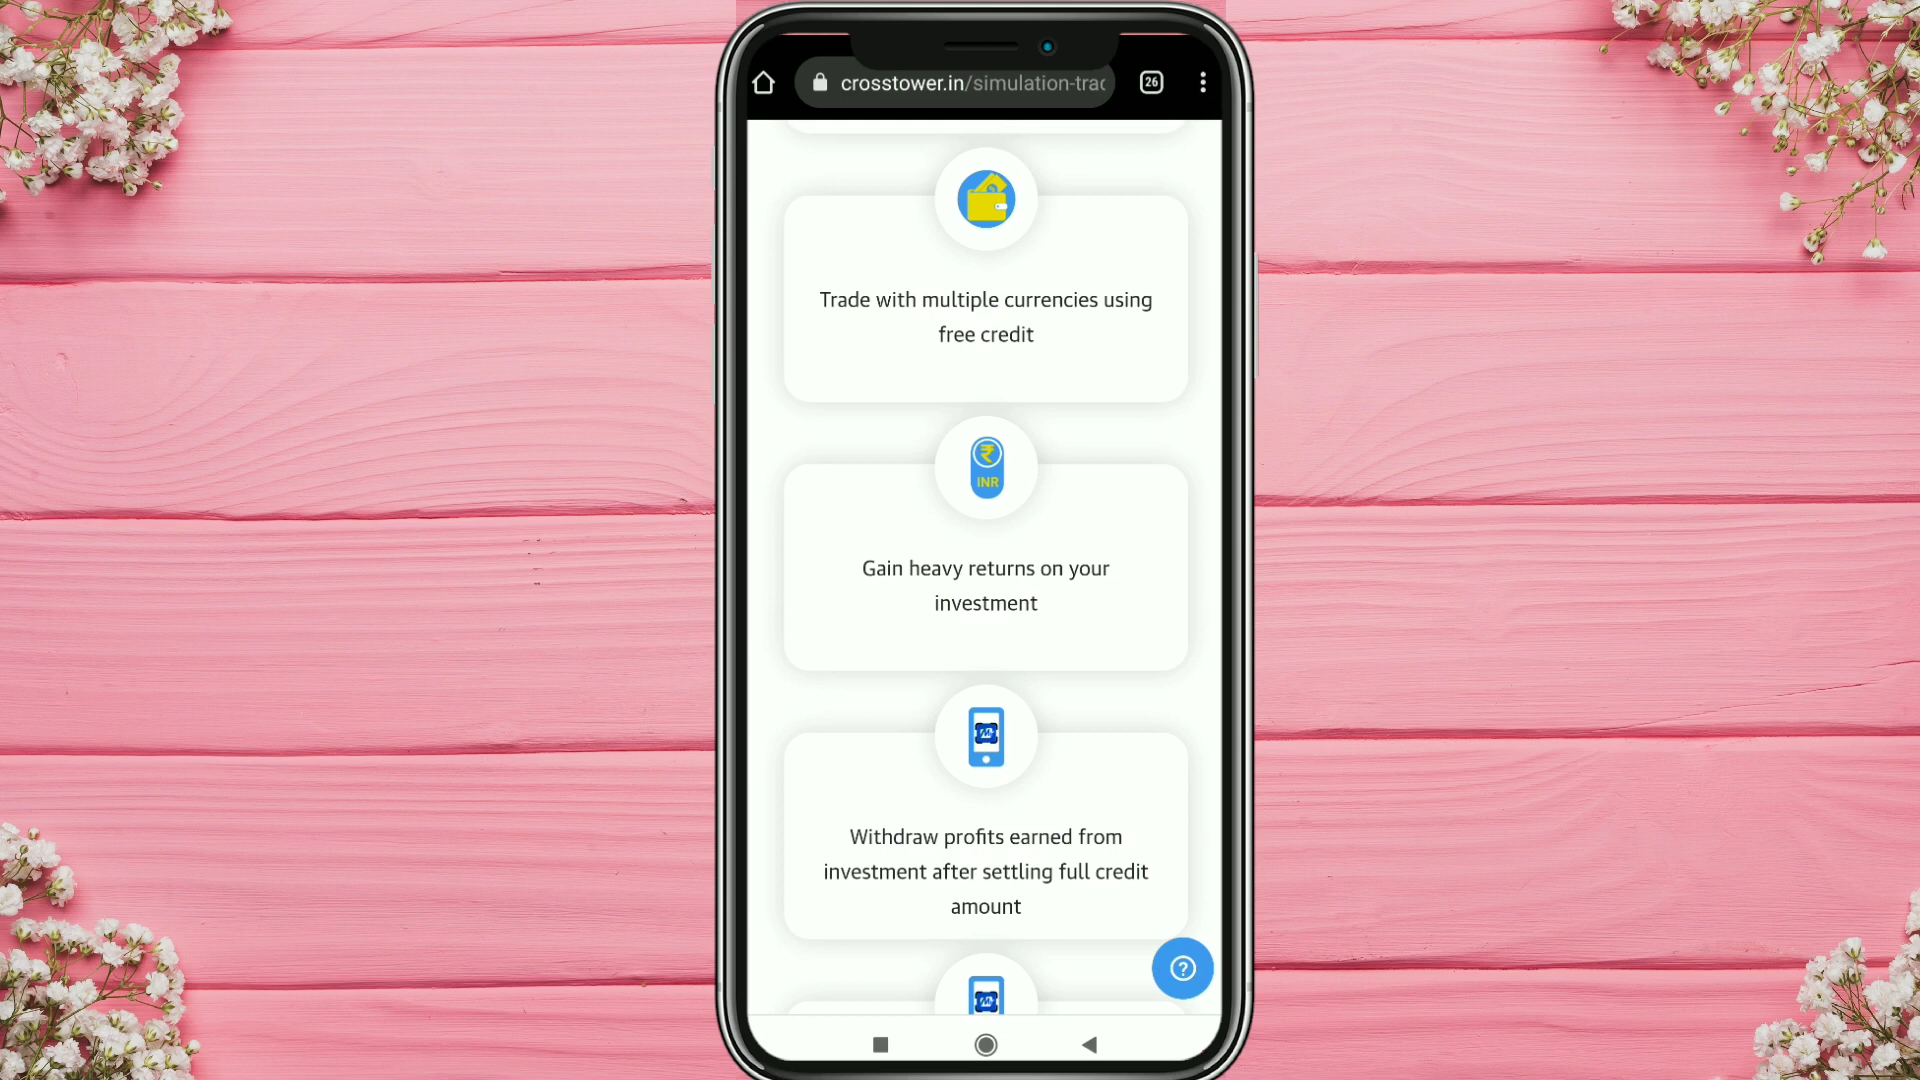 crosstower.in/simulation-trac
26
Trade with multiple currencies using
free credit
₹
INR
Gain heavy returns on your
investment
Withdraw profits earned from
investment after settling full credit
amount
?